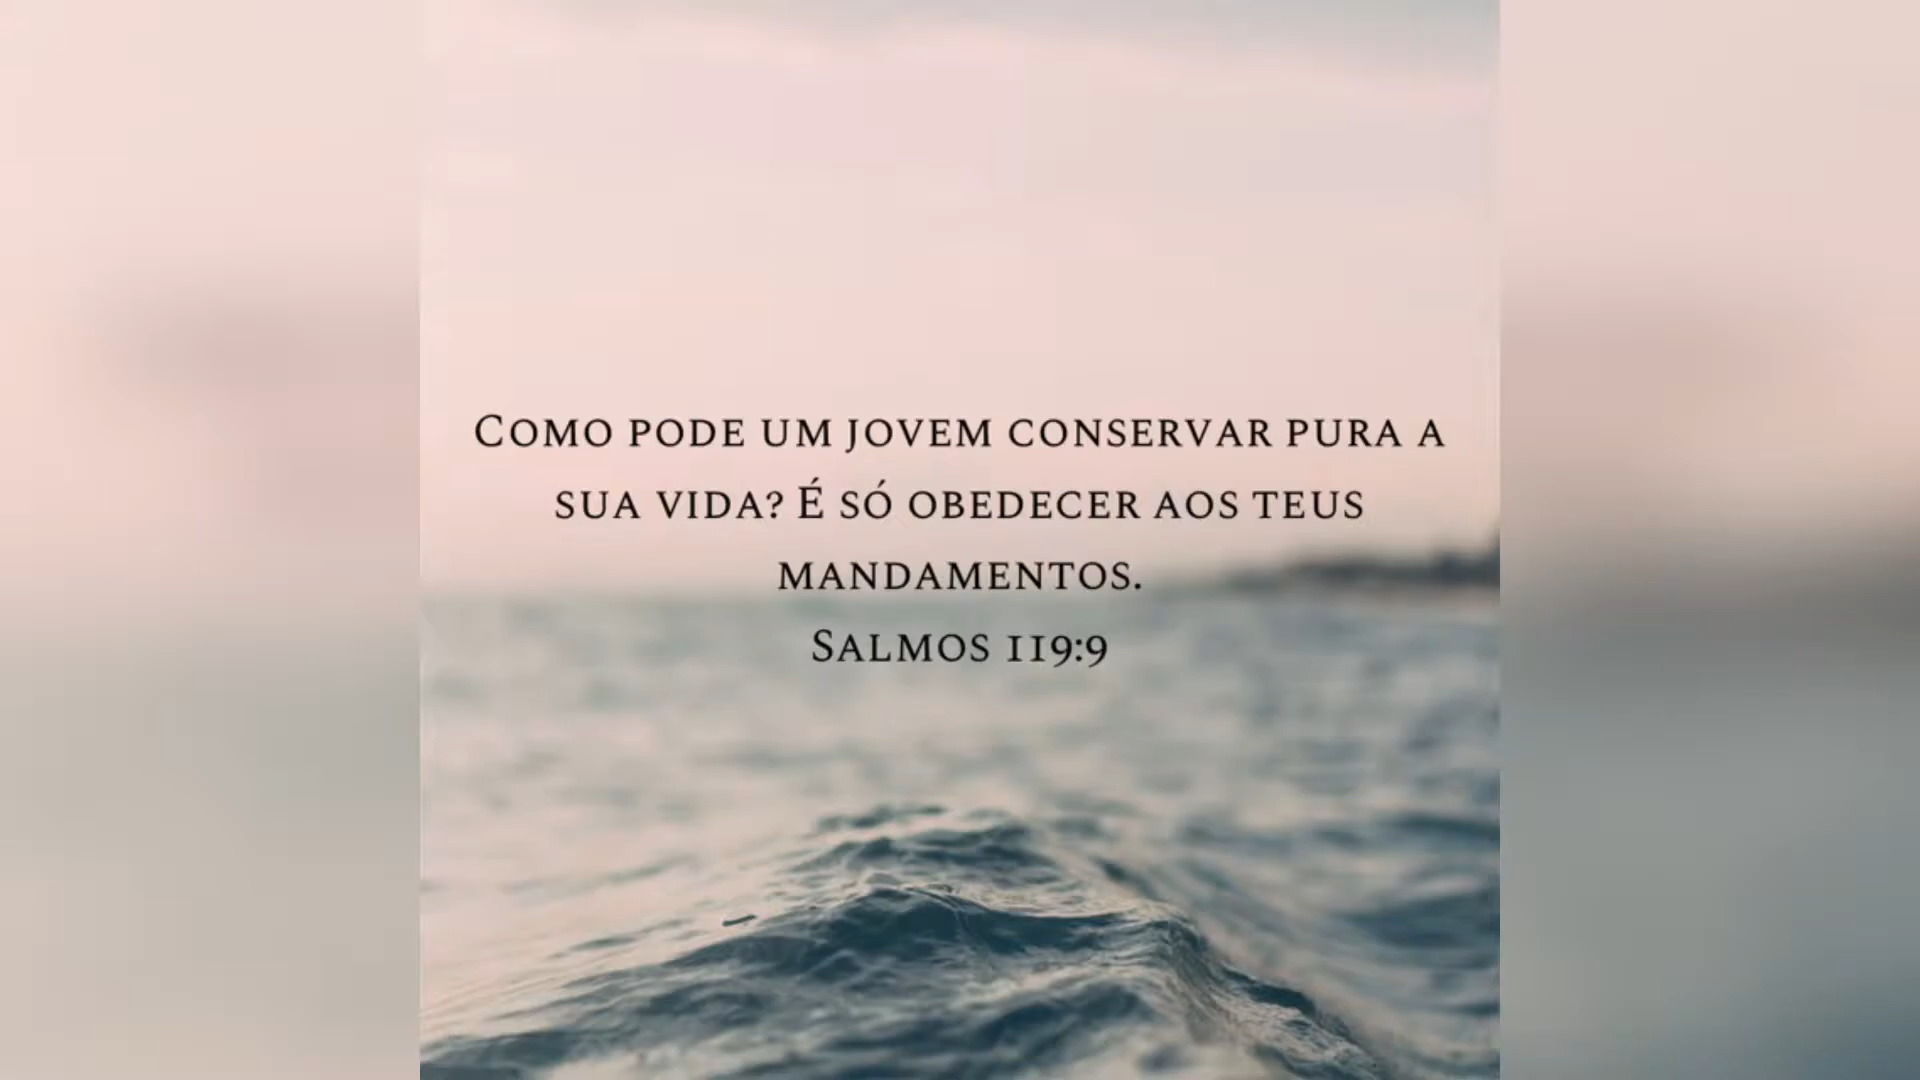 Como pode um jovem conservar pura a
sua vida? É só obedecer aos teus
mandamentos.
Salmos 119:9